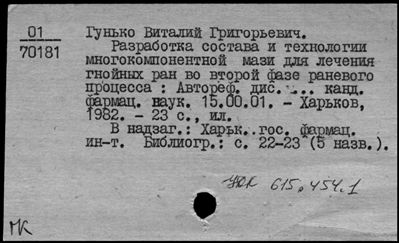 01
70181
Гунько Виталий Григорьевич.
Разработка состава и технологии
многокомпонентной мази для лечения
гнойных ран во второй фазе раневого
процесса : Автореф. дис. ... канд.
фармац. наук. 15.00.01. - Харьков,
1982. - 23 с., ил.
В надзаг.: Харьк..гос. фармац.
ин-т. Библиогр.: с. 22-23 (5 назв.).
615.454.1
МК